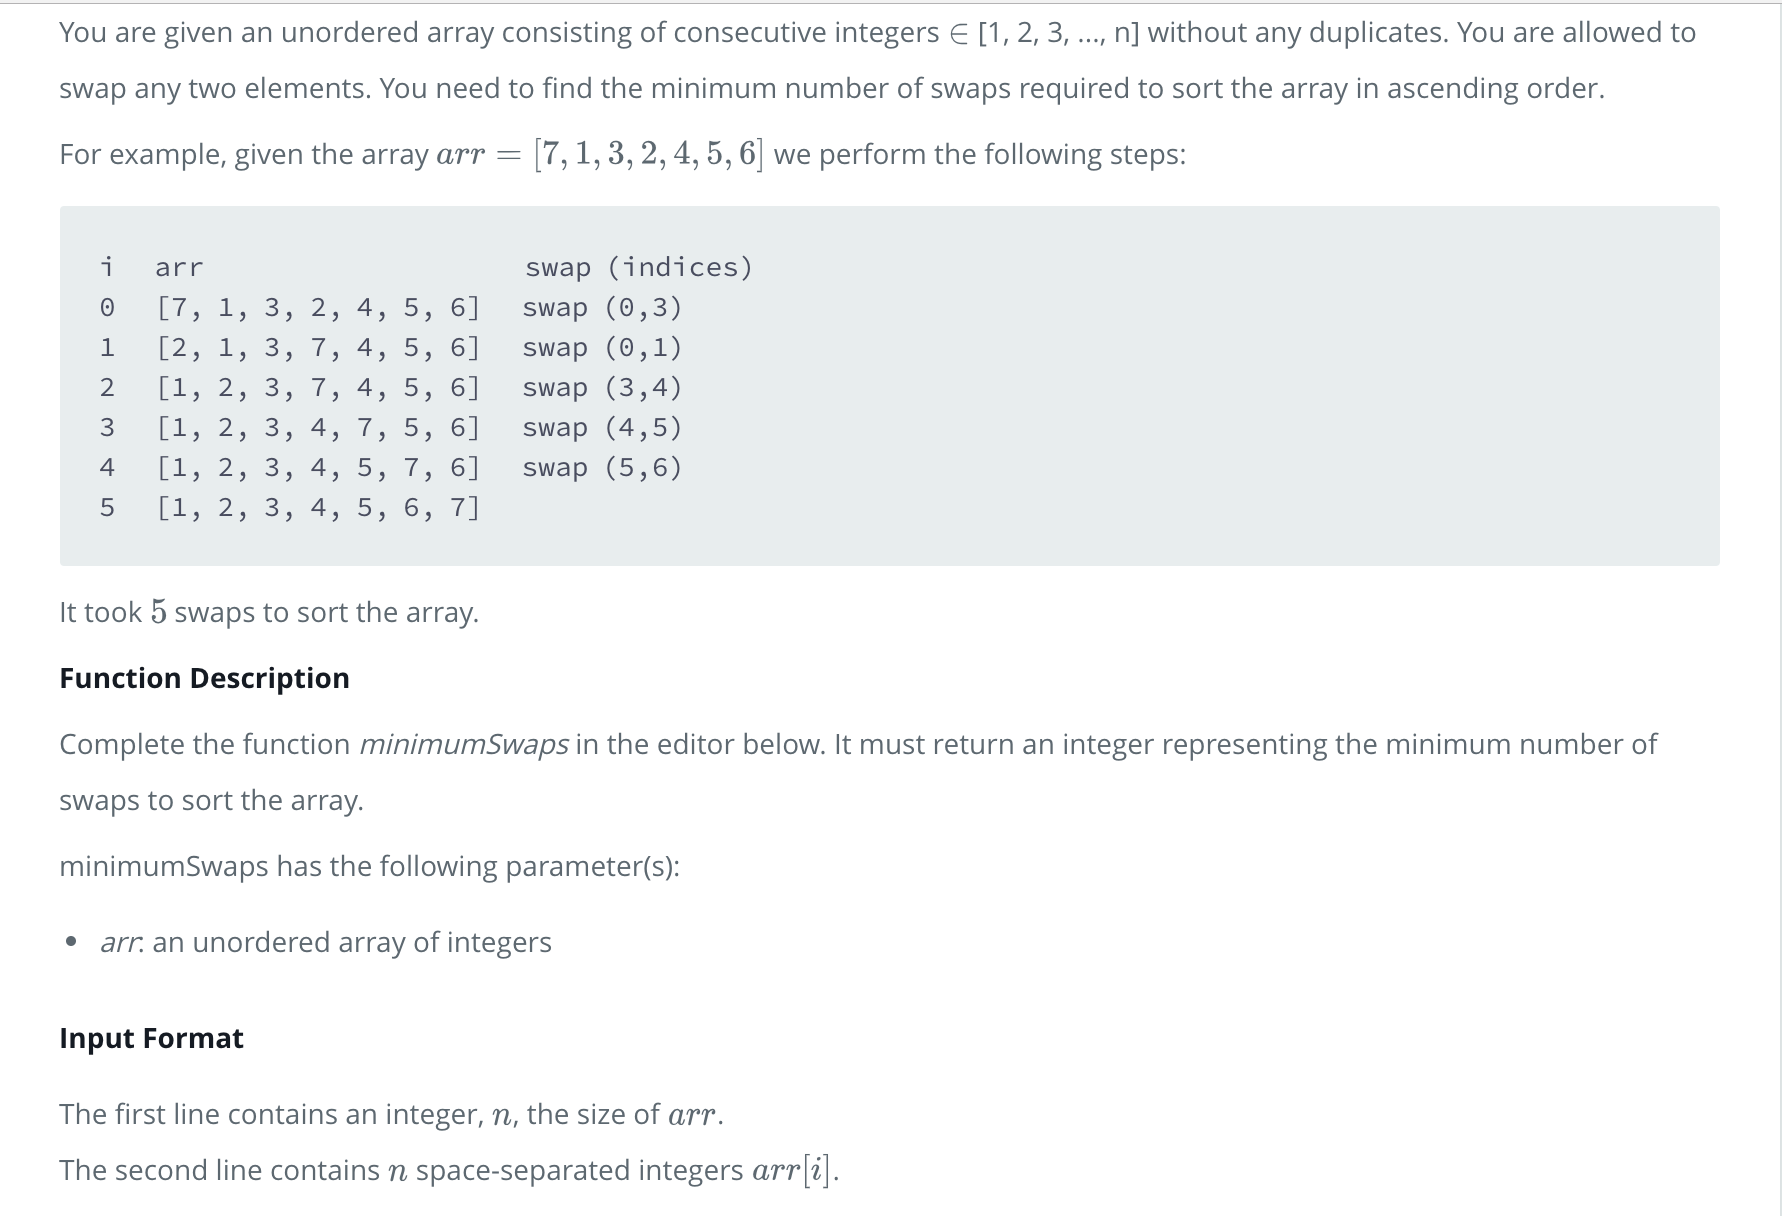 You are given an unordered array consisting of consecutive integers ∈ [1, 2, 3, ..., n] without any duplicates. You are allowed to
swap any two elements. You need to find the minimum number of swaps required to sort the array in ascending order.
For example, given the array arr = [7, 1, 3, 2, 4, 5, 6] we perform the following steps:
i   arr                     swap (indices)
0   [7, 1, 3, 2, 4, 5, 6]   swap (0,3)
1   [2, 1, 3, 7, 4, 5, 6]   swap (0,1)
2   [1, 2, 3, 7, 4, 5, 6]   swap (3,4)
3   [1, 2, 3, 4, 7, 5, 6]   swap (4,5)
4   [1, 2, 3, 4, 5, 7, 6]   swap (5,6)
5   [1, 2, 3, 4, 5, 6, 7]
It took 5 swaps to sort the array.
Function Description
Complete the function minimumSwaps in the editor below. It must return an integer representing the minimum number of
swaps to sort the array.
minimumSwaps has the following parameter(s):
• arr: an unordered array of integers
Input Format
The first line contains an integer, n, the size of arr.
The second line contains n space-separated integers arr[i].